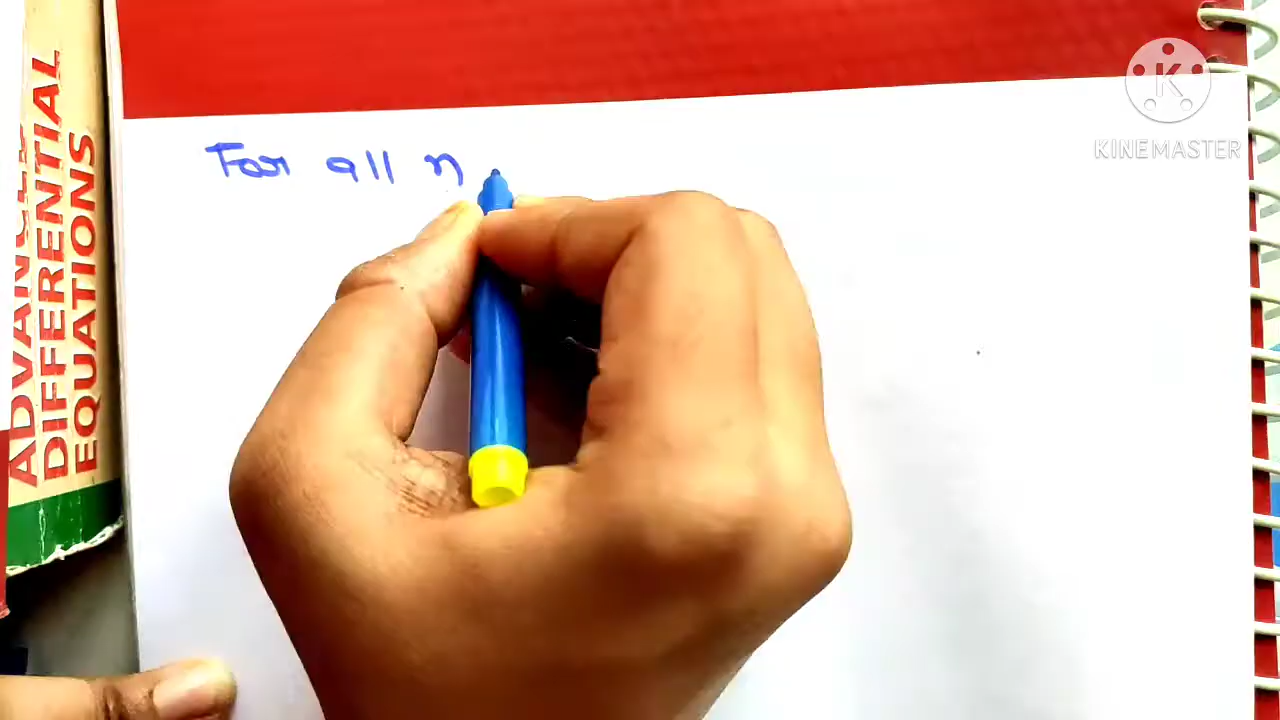 ADVANCED
DIFFERENTIAL
EQUATIONS
For all n
K
KINEMASTER